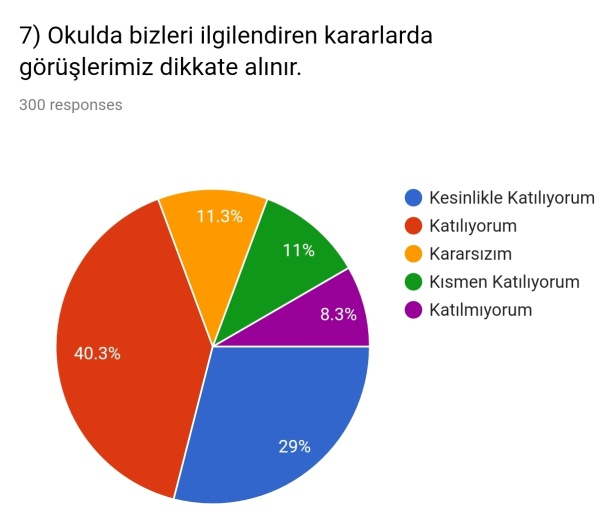 7) Okulda bizleri ilgilendiren kararlarda
görüşlerimiz dikkate alınır.
300 responses
Kesinlikle Katılıyorum
Katılıyorum
Kararsızım
Kısmen Katılıyorum
Katılmıyorum
11.3%
11%
8.3%
40.3%
29%